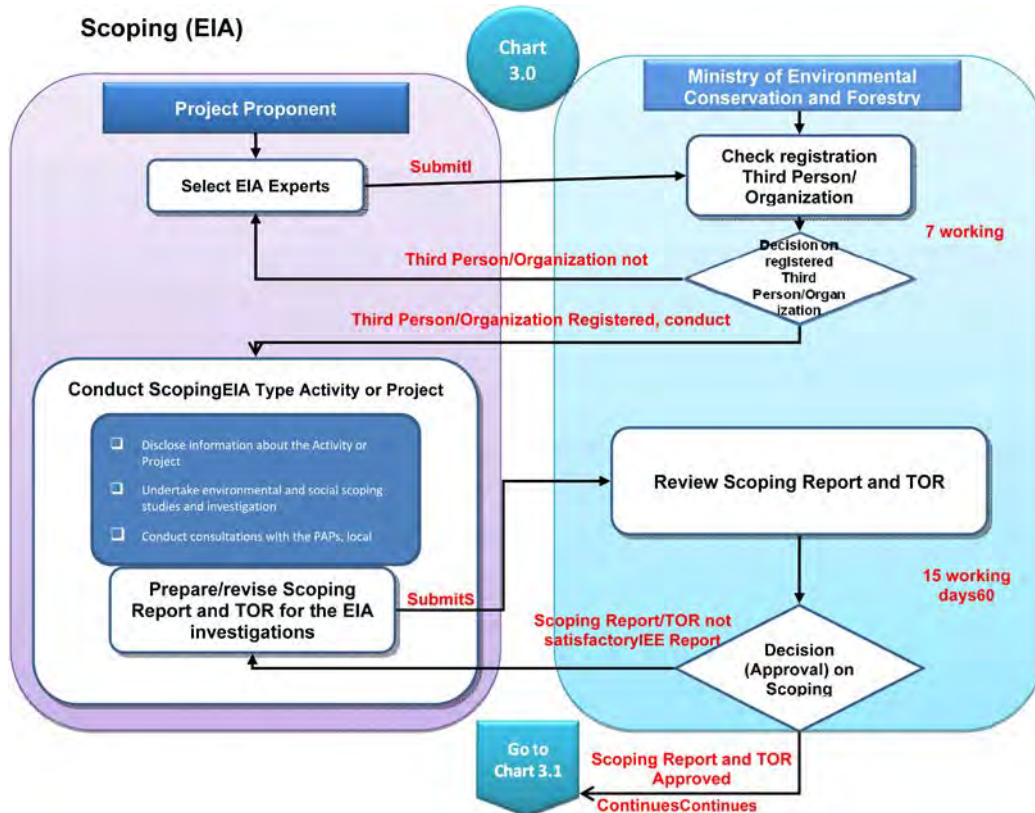 Scoping (EIA)
Chart
3.0
Project Proponent
Ministry of Environmental
Conservation and Forestry
Select EIA Experts
SubmitI
Check registration
Third Person/
Organization
7 working
Third Person/Organization not
Decision on
registered
Third
Person/Organ
ization
Third Person/Organization Registered, conduct
Conduct ScopingEIA Type Activity or Project
Disclose information about the Activity or
Project
Undertake environmental and social scoping
studies and investigation
Conduct consultations with the PAPs, local
Prepare/revise Scoping
Report and TOR for the EIA
investigations
SubmitS
Review Scoping Report and TOR
15 working
days60
Scoping Report/TOR not
satisfactoryIEE Report
Decision
(Approval) on
Scoping
Go to
Chart 3.1
Scoping Report and TOR
Approved
ContinuesContinues